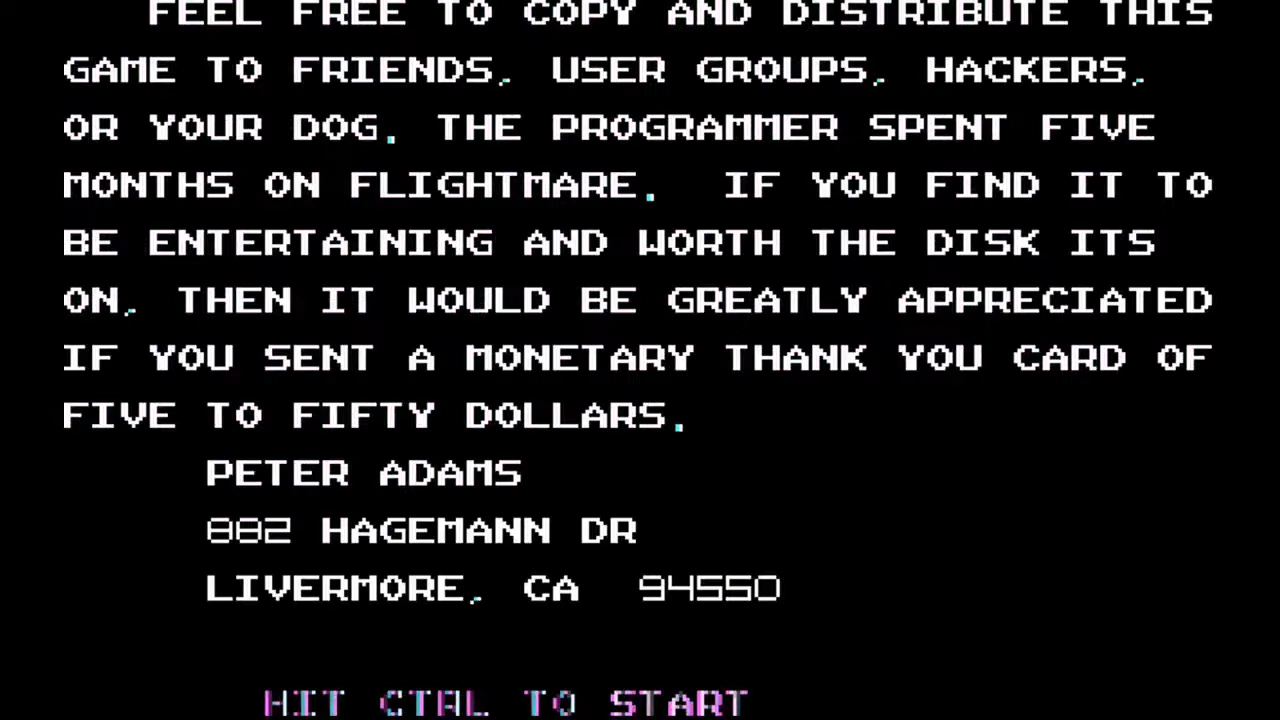 FEEL FREE TO COPY AND DISTRIBUTE THIS
GAME TO FRIENDS, USER GROUPS, HACKERS,
OR YOUR DOG. THE PROGRAMMER SPENT FIVE
MONTHS ON FLIGHTMARE.  IF YOU FIND IT TO
BE ENTERTAINING AND WORTH THE DISK ITS
ON, THEN IT WOULD BE GREATLY APPRECIATED
IF YOU SENT A MONETARY THANK YOU CARD OF
FIVE TO FIFTY DOLLARS.
PETER ADAMS
882 HAGEMANN DR
LIVERMORE, CA  94550
HIT CTRL TO START